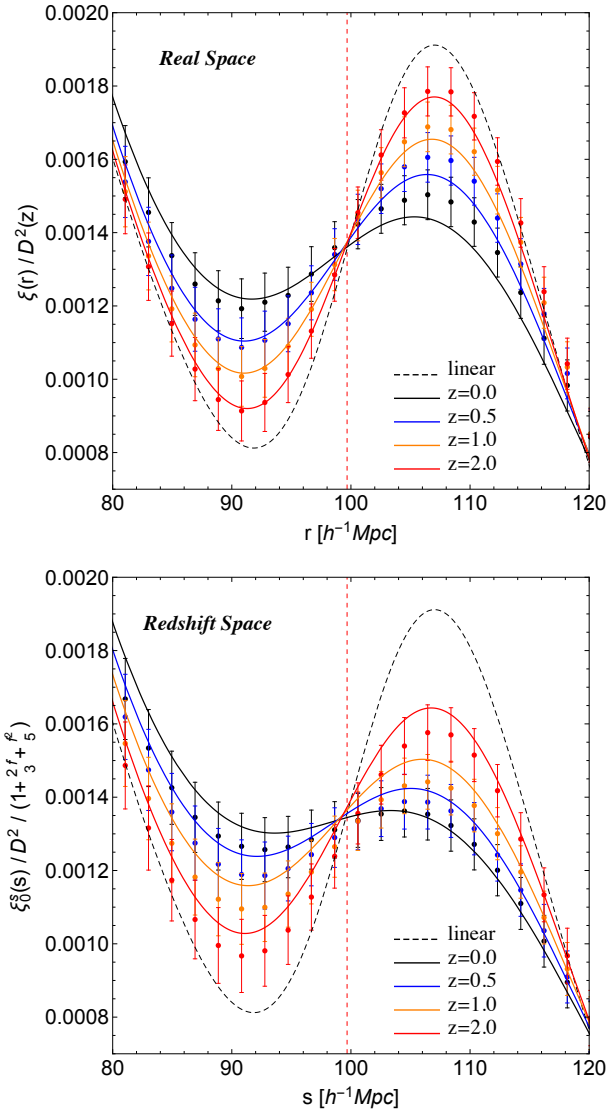 0.0020
0.0018
0.0016
0.0014
0.0012
0.0010
0.0008
ξ(r) / D²(z)
Real Space
linear
z=0.0
z=0.5
z=1.0
z=2.0
80 90 100 110 120
r [h⁻¹Mpc]
0.0020
0.0018
0.0016
0.0014
0.0012
0.0010
0.0008
ξ₀ˢ(s) / D² / (1+ 2f/3 + f²/5)
Redshift Space
linear
z=0.0
z=0.5
z=1.0
z=2.0
80 90 100 110 120
s [h⁻¹Mpc]